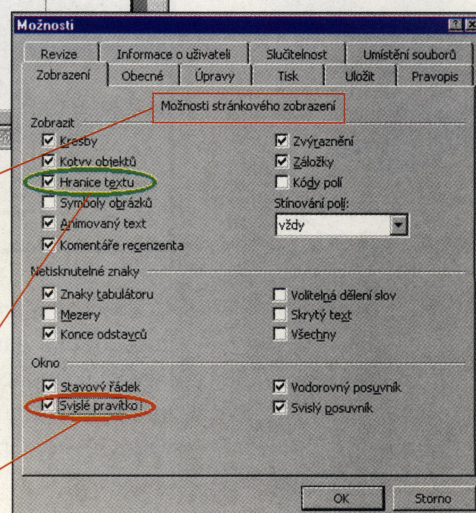 Možnosti
Revize Informace o uživateli Slučitelnost Umístění souborů
Zobrazení Obecné Úpravy Tisk Uložit Pravopis
Možnosti stránkového zobrazení
Zobrazit
Kresby Zvýraznění
Kotvy objektů Záložky
Hranice textu Kódy polí
Symboly obrázků Stínování polí:
Animovaný text vždy
Komentáře recenzenta
Netisknutelné znaky
Znaky tabulátoru Volitelná dělení slov
Mezery Skrytý text
Konce odstavců Všechny
Okno
Stavový řádek Vodorovný posuvník
Svislé pravítko Svislý posuvník
OK Storno